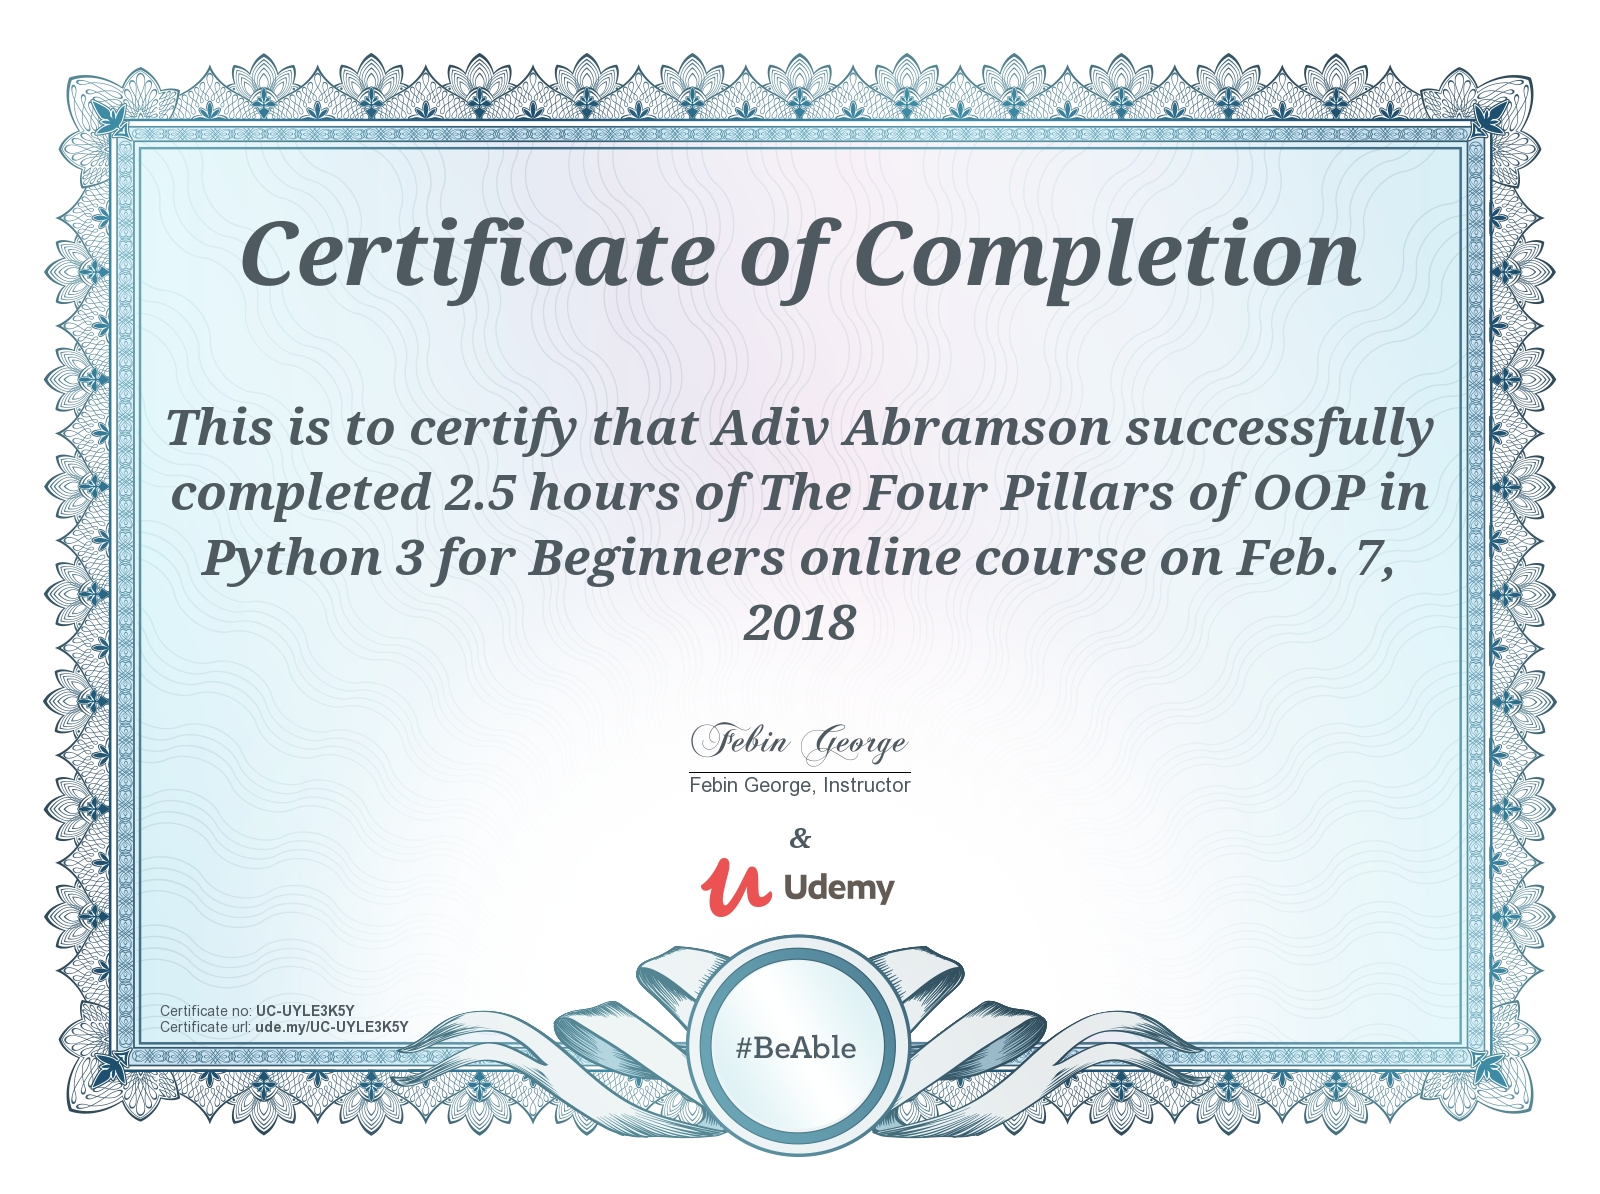 Certificate of Completion
This is to certify that Adiv Abramson successfully
completed 2.5 hours of The Four Pillars of OOP in
Python 3 for Beginners online course on Feb. 7,
2018
Febin George
Febin George, Instructor
&
Udemy
Certificate no: UC-UYLE3K5Y
Certificate url: ude.my/UC-UYLE3K5Y
#BeAble